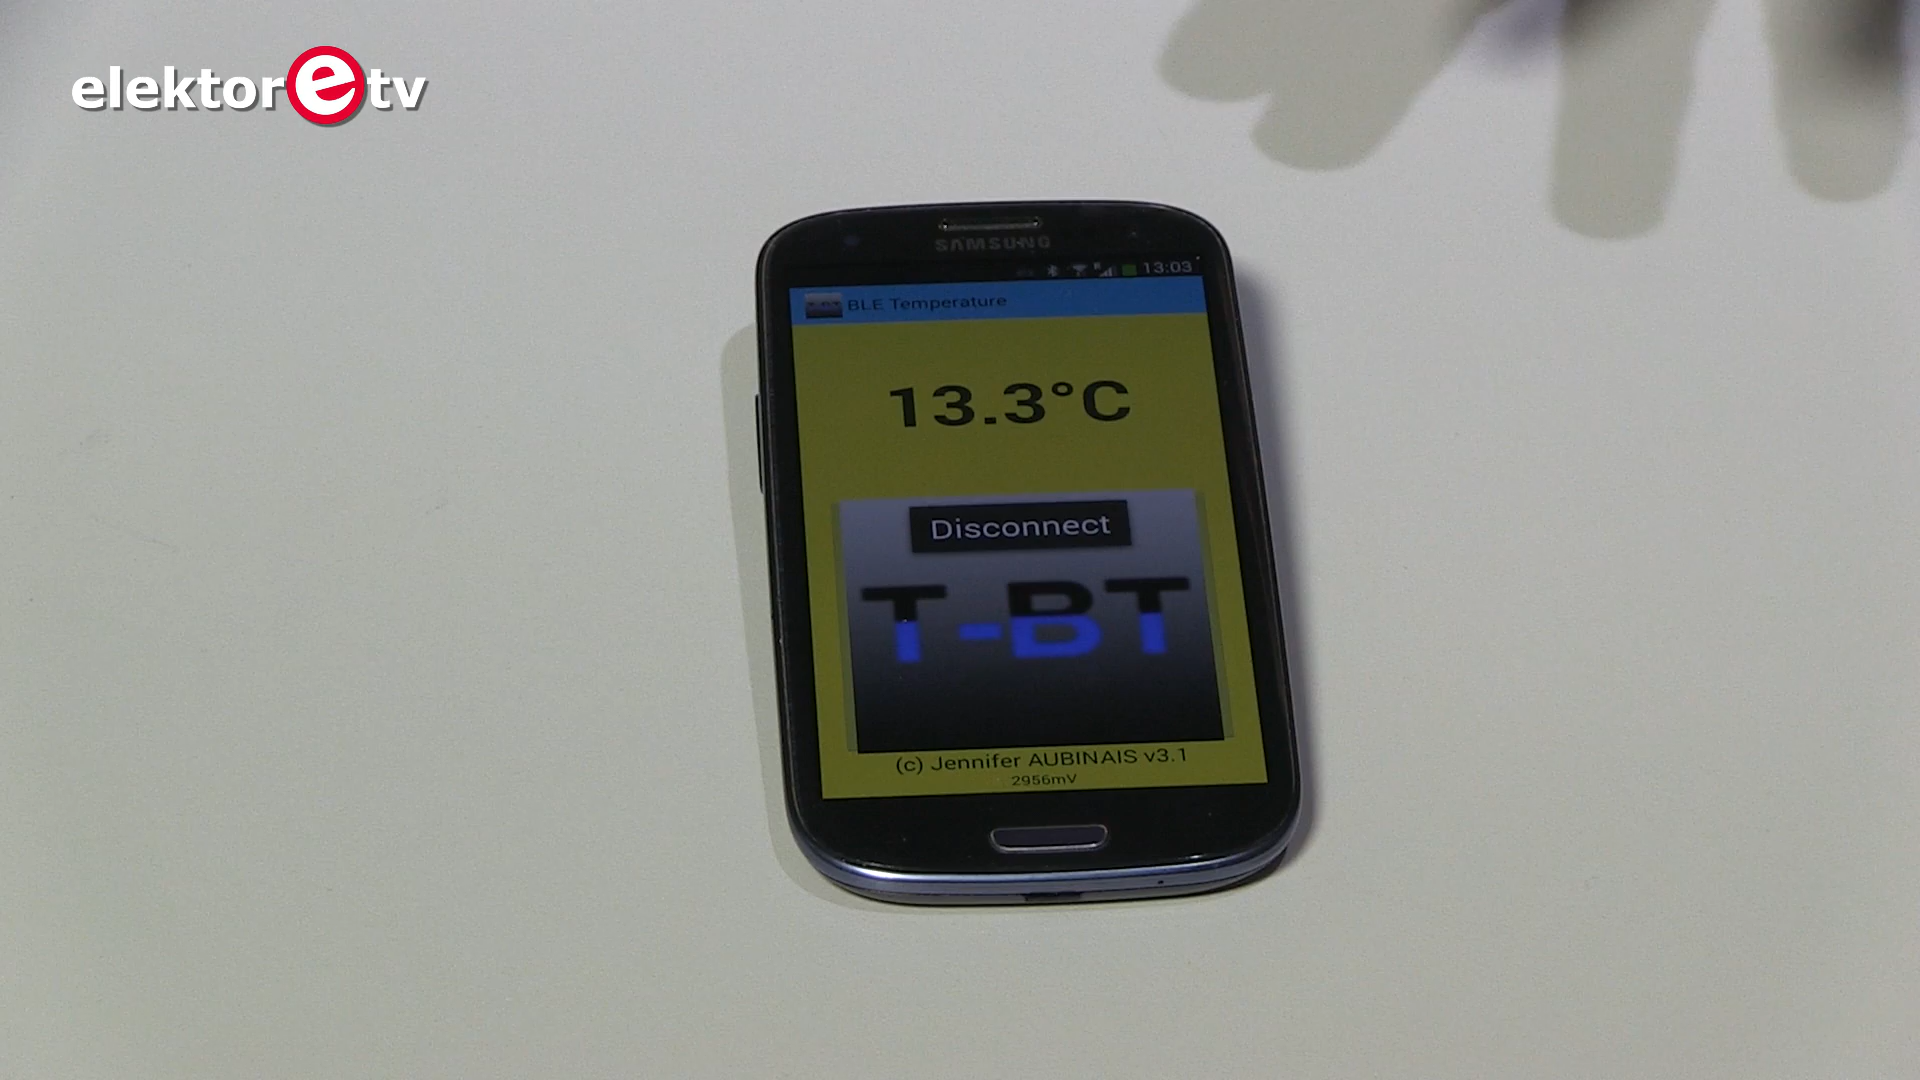 elektor e tv
SAMSUNG
13:03
BLE Temperature
13.3°C
Disconnect
T-BT
(c) Jennifer AUBINAIS v3.1
2956mV